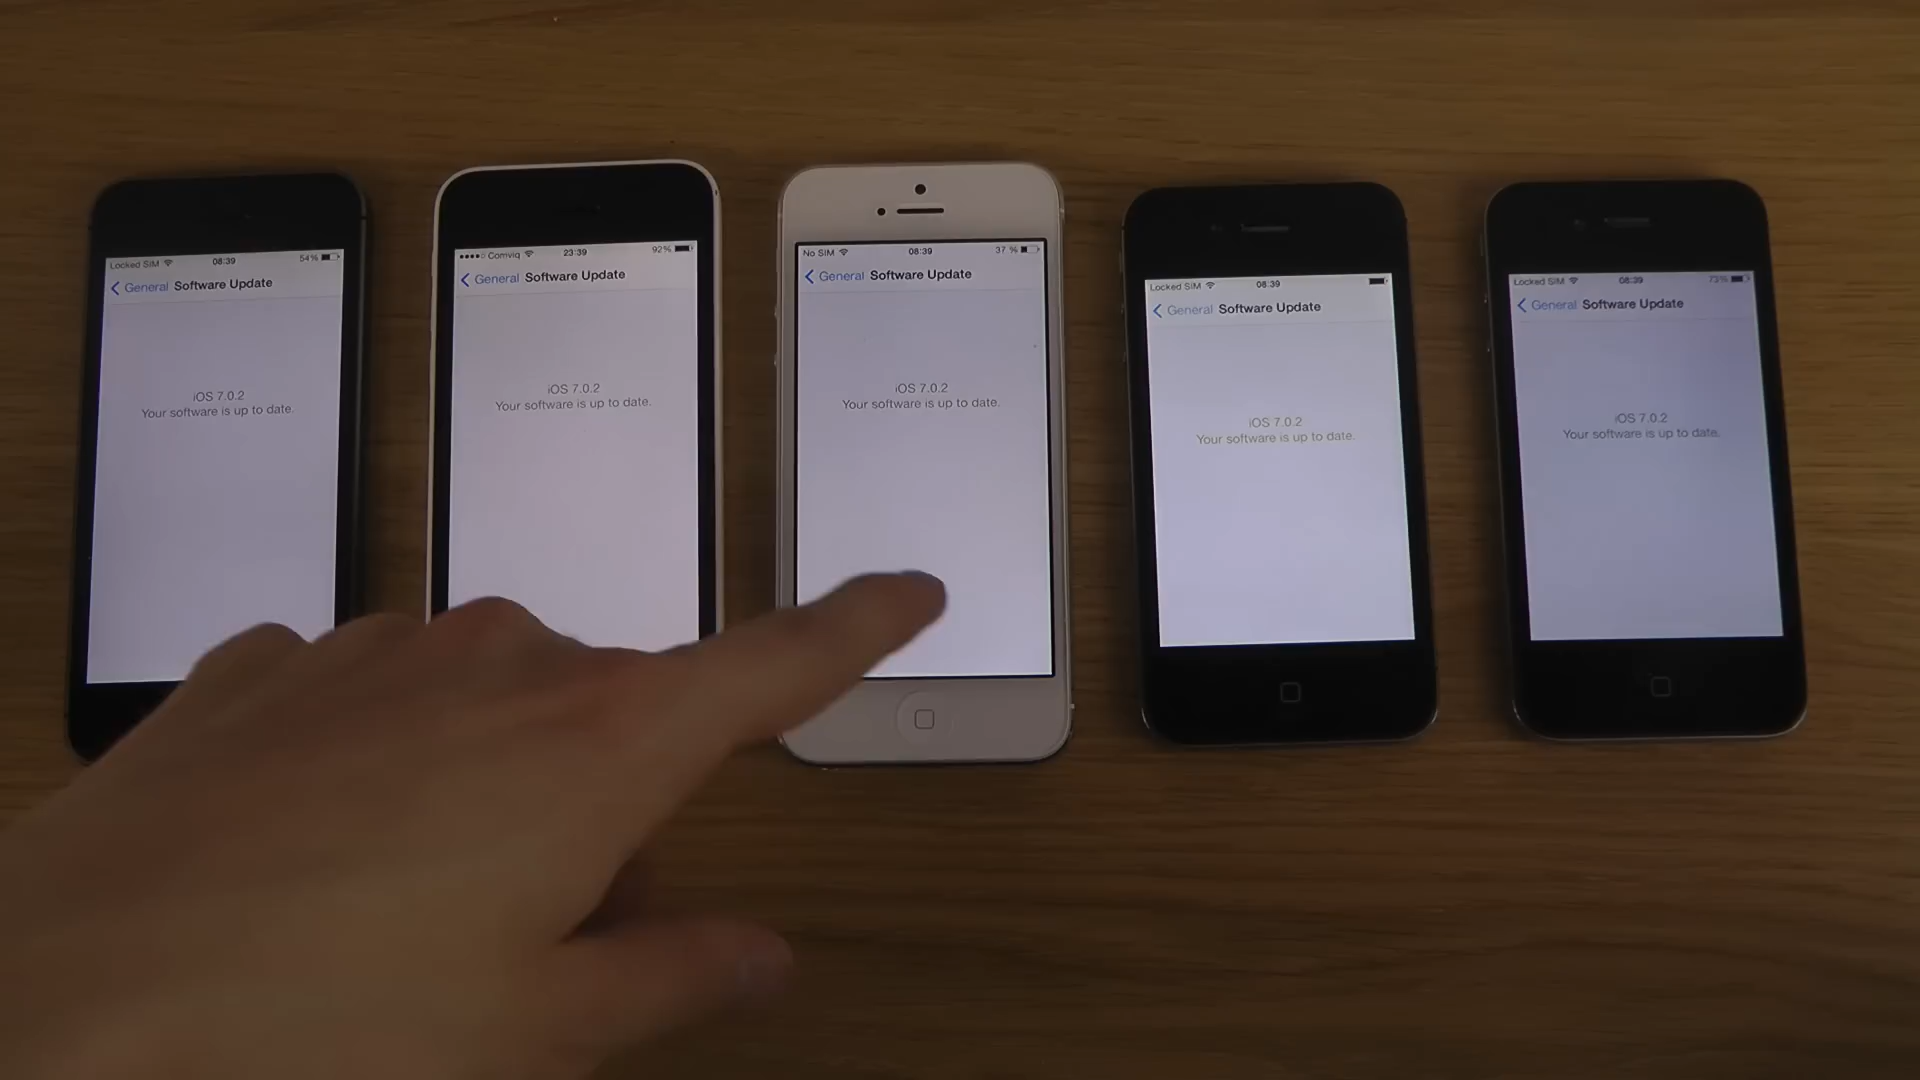 Locked SIM 08:39 54%
General Software Update
iOS 7.0.2
Your software is up to date.
Comviq 23:39 92%
General Software Update
iOS 7.0.2
Your software is up to date.
No SIM 08:39 37 %
General Software Update
iOS 7.0.2
Your software is up to date.
Locked SIM 08:39
General Software Update
iOS 7.0.2
Your software is up to date.
Locked SIM 08:39 73%
General Software Update
iOS 7.0.2
Your software is up to date.